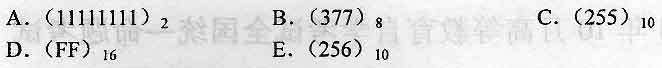 A.（11111111）₂ B.（377）₈ C.（255）₁₀
D.（FF）₁₆ E.（256）₁₀